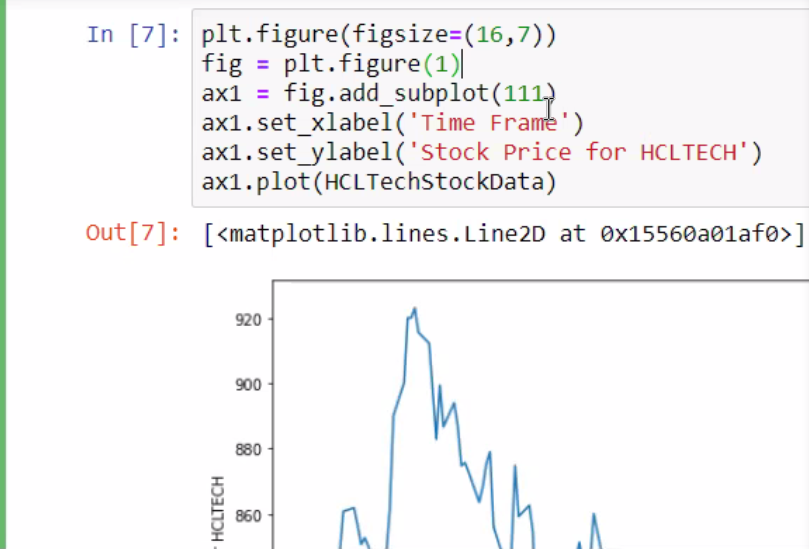 In [7]: plt.figure(figsize=(16,7))
fig = plt.figure(1)
ax1 = fig.add_subplot(111)
ax1.set_xlabel('Time Frame')
ax1.set_ylabel('Stock Price for HCLTECH')
ax1.plot(HCLTechStockData)
Out[7]: [<matplotlib.lines.Line2D at 0x15560a01af0>]
920
900
880
860
HCLTECH